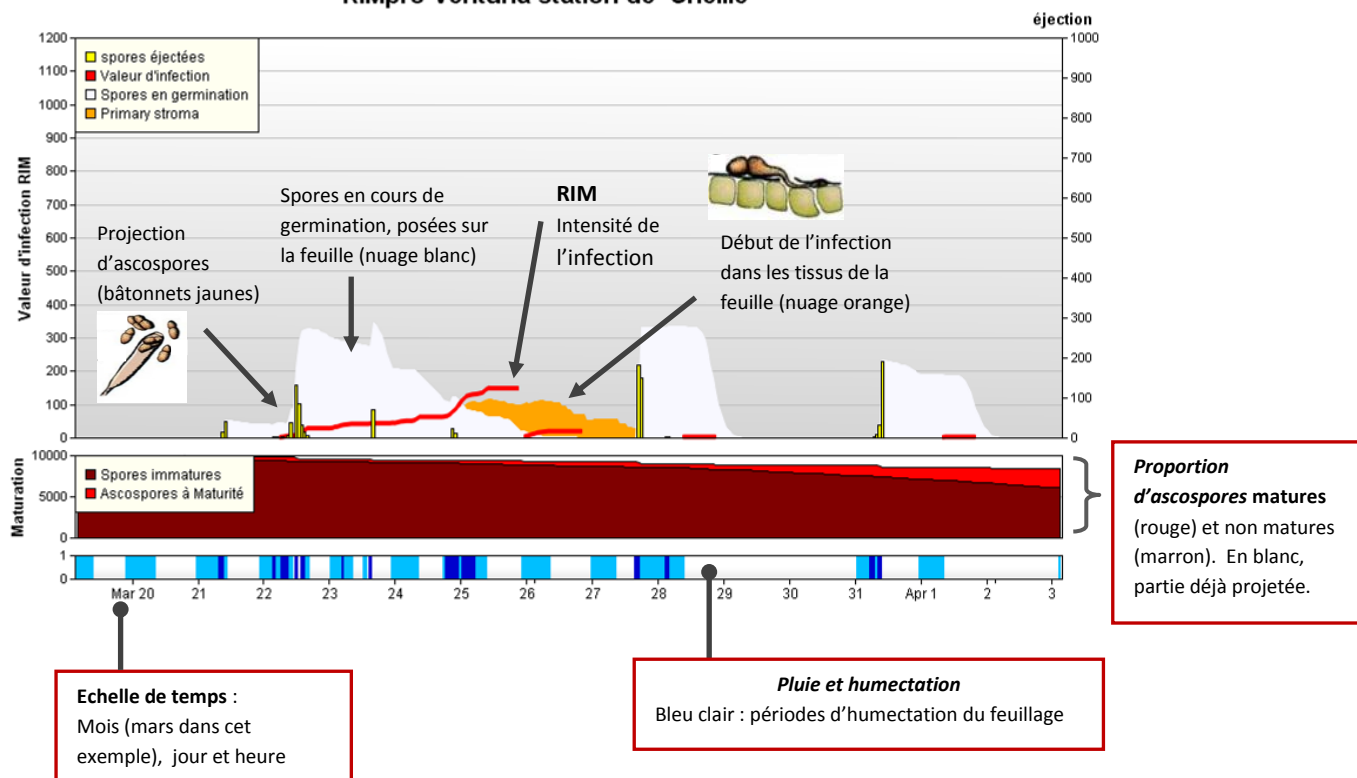 éjection
1200
1100
1000
900
800
700
600
500
400
300
200
100
0
Valeur d'infection RIM
1000
900
800
700
600
500
400
300
200
100
0
spores éjectées
Valeur d'infection
Spores en germination
Primary stroma
Projection
d'ascospores
(bâtonnets jaunes)
Spores en cours de
germination, posées sur
la feuille (nuage blanc)
RIM
Intensité de
l'infection
Début de l'infection
dans les tissus de la
feuille (nuage orange)
Maturation
10000
5000
0
Spores immatures
Ascospores à Maturité
1
0
Mar 20 21 22 23 24 25 26 27 28 29 30 31 Apr 1 2 3
Proportion
d'ascospores matures
(rouge) et non matures
(marron). En blanc,
partie déjà projetée.
Echelle de temps :
Mois (mars dans cet
exemple), jour et heure
Pluie et humectation
Bleu clair : périodes d'humectation du feuillage